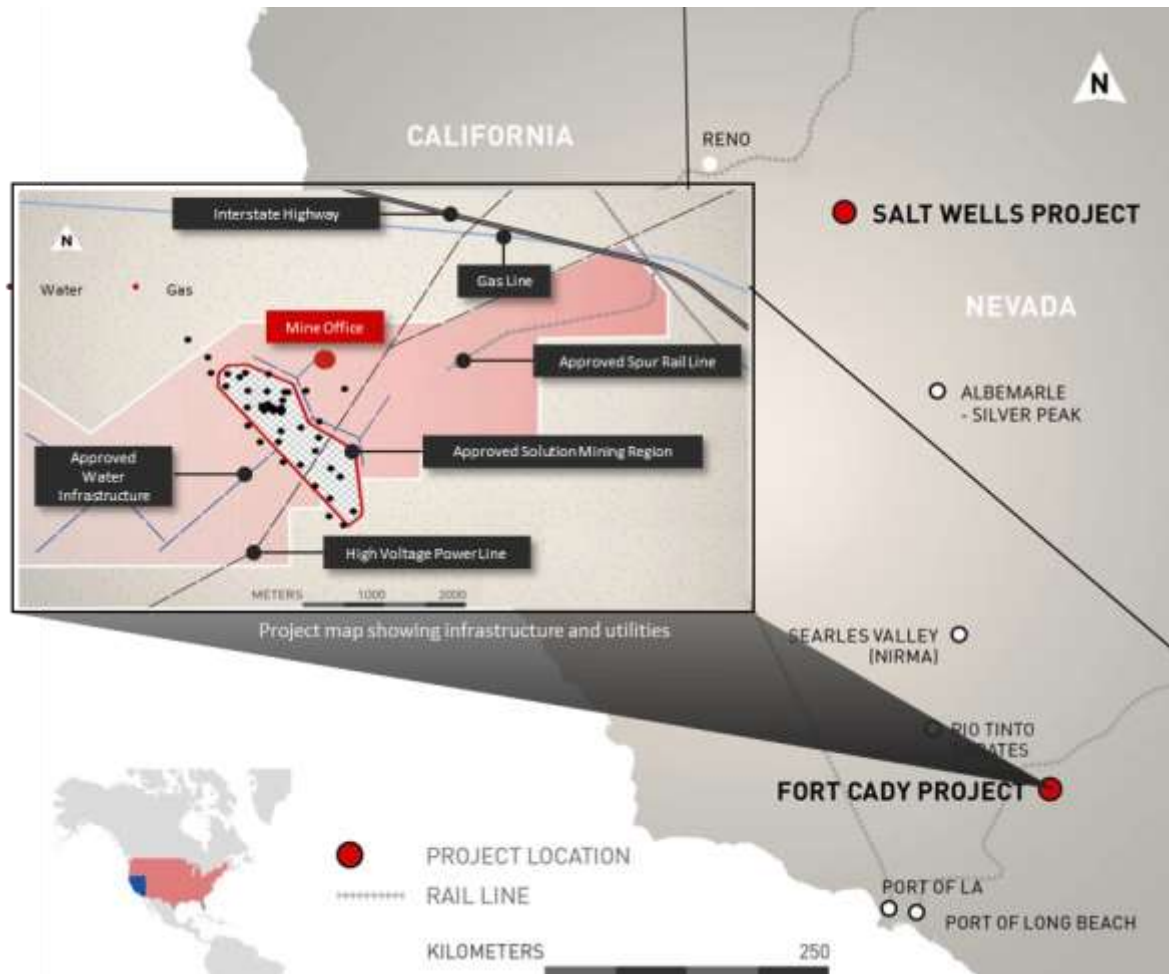 N
CALIFORNIA
RENO
SALT WELLS PROJECT
NEVADA
ALBEMARLE
- SILVER PEAK
Interstate Highway
N
Gas Line
Water
Gas
Mine Office
Approved Spur Rail Line
Approved Solution Mining Region
Approved
Water
Infrastructure
High Voltage Power Line
METERS 1000 2000
Project map showing infrastructure and utilities
SEARLES VALLEY
(NIRMA)
RIO TINTO
FORT CADY PROJECT
PROJECT LOCATION
RAIL LINE
PORT OF LA
PORT OF LONG BEACH
KILOMETERS 250